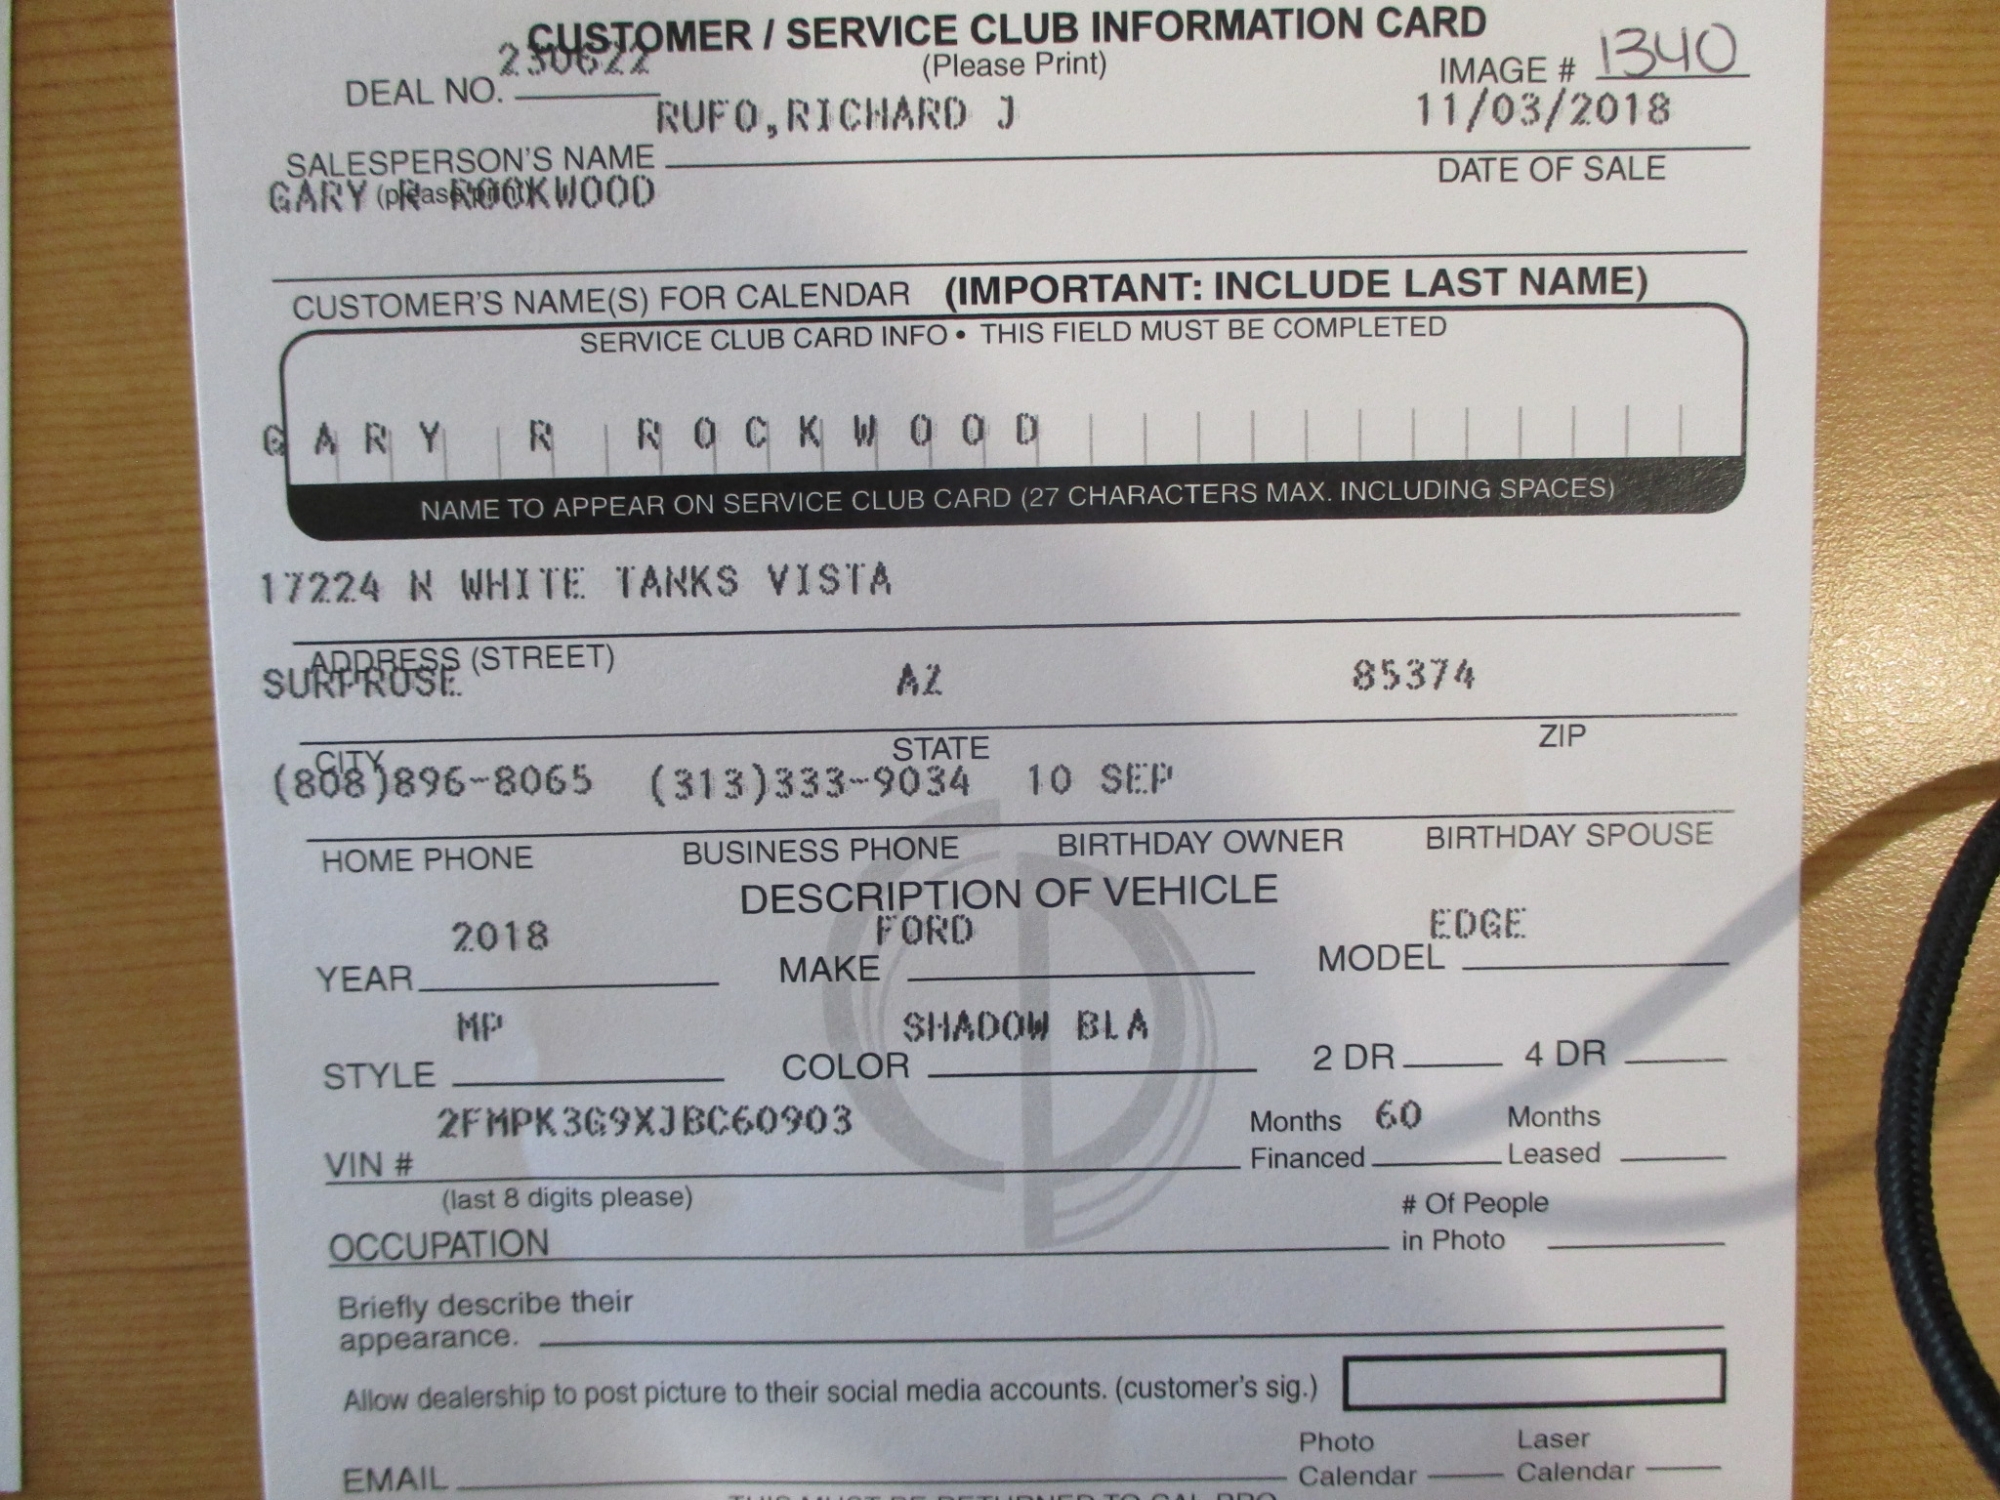 CUSTOMER / SERVICE CLUB INFORMATION CARD
230622
(Please Print)
DEAL NO.
IMAGE # 1340
RUFO,RICHARD J
11/03/2018
SALESPERSON'S NAME
DATE OF SALE
(please print)
GARY R ROCKWOOD
CUSTOMER'S NAME(S) FOR CALENDAR (IMPORTANT: INCLUDE LAST NAME)
SERVICE CLUB CARD INFO • THIS FIELD MUST BE COMPLETED
GARY R ROCKWOOD
NAME TO APPEAR ON SERVICE CLUB CARD (27 CHARACTERS MAX. INCLUDING SPACES)
17224 N WHITE TANKS VISTA
ADDRESS (STREET)
SURPROSE AZ 85374
CITY STATE ZIP
(808)896-8065 (313)333-9034 10 SEP
HOME PHONE BUSINESS PHONE BIRTHDAY OWNER BIRTHDAY SPOUSE
DESCRIPTION OF VEHICLE
2018 FORD EDGE
YEAR MAKE MODEL
MP SHADOW BLA
STYLE COLOR 2 DR 4 DR
2FMPK3G9XJBC60903
Months 60 Months
VIN # Financed Leased
(last 8 digits please)
# Of People
OCCUPATION in Photo
Briefly describe their
appearance.
Allow dealership to post picture to their social media accounts. (customer's sig.)
Photo Laser
EMAIL Calendar Calendar